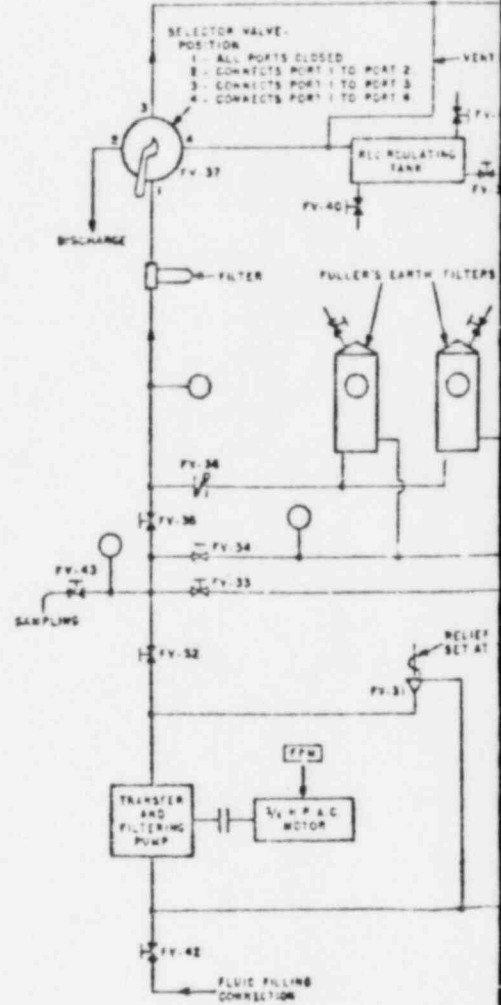 SELECTOR VALVE-
POSITION
1 - ALL PORTS CLOSED
2 - CONNECTS PORT 1 TO PORT 2.
3 - CONNECTS PORT 1 TO PORT 3
4 - CONNECTS PORT 1 TO PORT 4.
VENT
3
2
4
1
FV-37
RECIRCULATING
TANK
FV-40
DISCHARGE
FILTER
FULLER'S EARTH FILTERS
FV-36
FV-34
FV-43
FV-33
SAMPLING
FV-32
RELIEF
SET AT
FV-31
FPM
TRANSFER
AND
FILTERING
PUMP
3/4 H.P. A.C.
MOTOR
FV-42
FLUID FILLING
CONNECTION